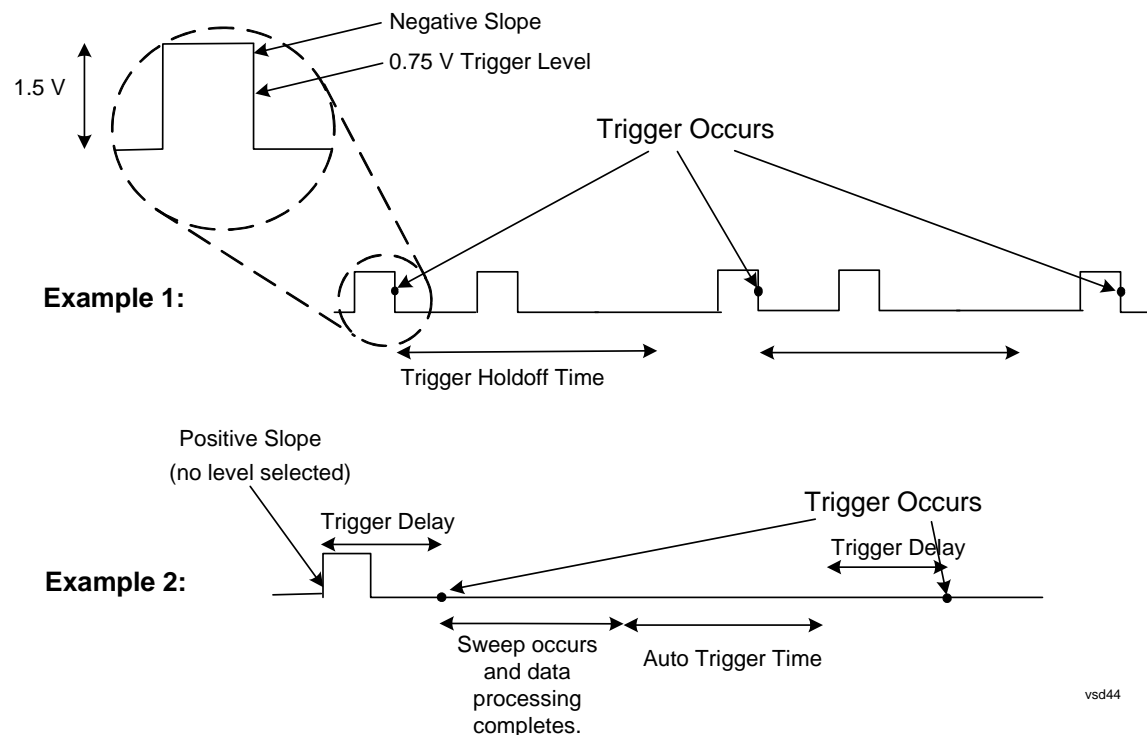 Negative Slope
1.5 V
0.75 V Trigger Level
Trigger Occurs
Example 1:
Trigger Holdoff Time
Positive Slope
(no level selected)
Trigger Delay
Trigger Occurs
Trigger Delay
Example 2:
Sweep occurs
and data
processing
completes.
Auto Trigger Time
vsd44